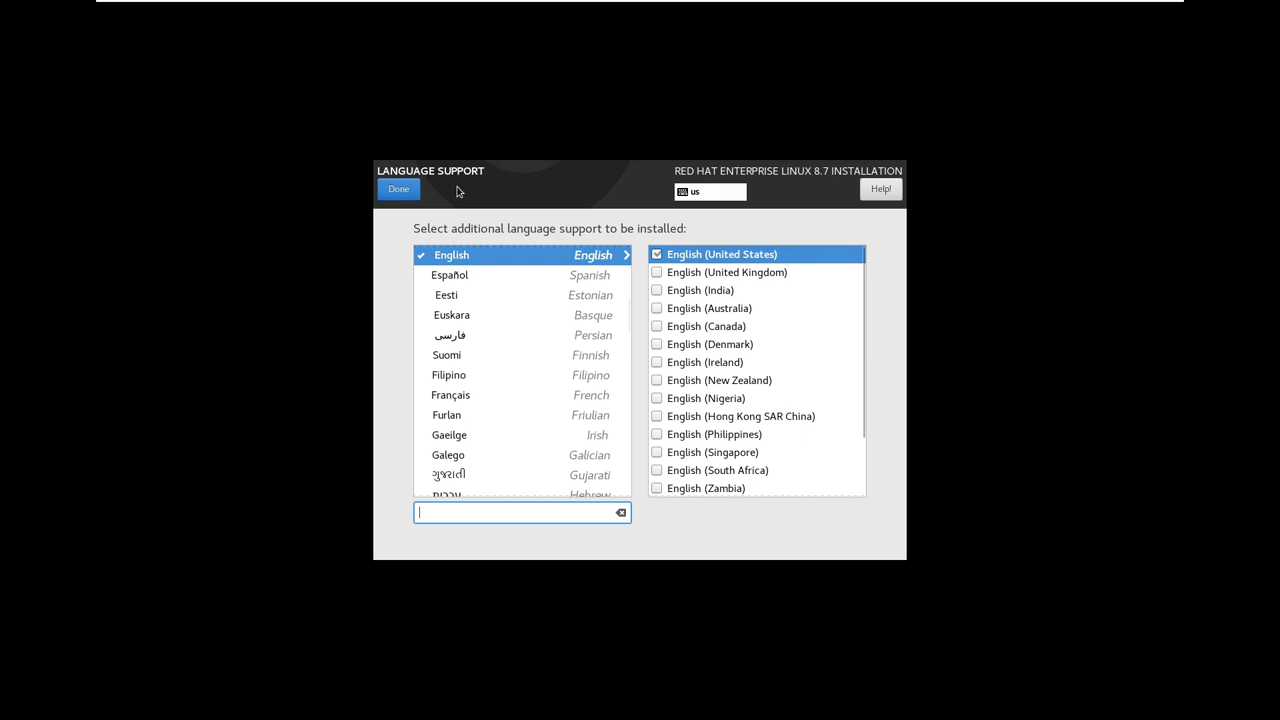 LANGUAGE SUPPORT
RED HAT ENTERPRISE LINUX 8.7 INSTALLATION
Done
us
Help!
Select additional language support to be installed:
English English
Español Spanish
Eesti Estonian
Euskara Basque
فارسی Persian
Suomi Finnish
Filipino Filipino
Français French
Furlan Friulian
Gaeilge Irish
Galego Galician
ગુજરાતી Gujarati
עברית Hebrew
English (United States)
English (United Kingdom)
English (India)
English (Australia)
English (Canada)
English (Denmark)
English (Ireland)
English (New Zealand)
English (Nigeria)
English (Hong Kong SAR China)
English (Philippines)
English (Singapore)
English (South Africa)
English (Zambia)